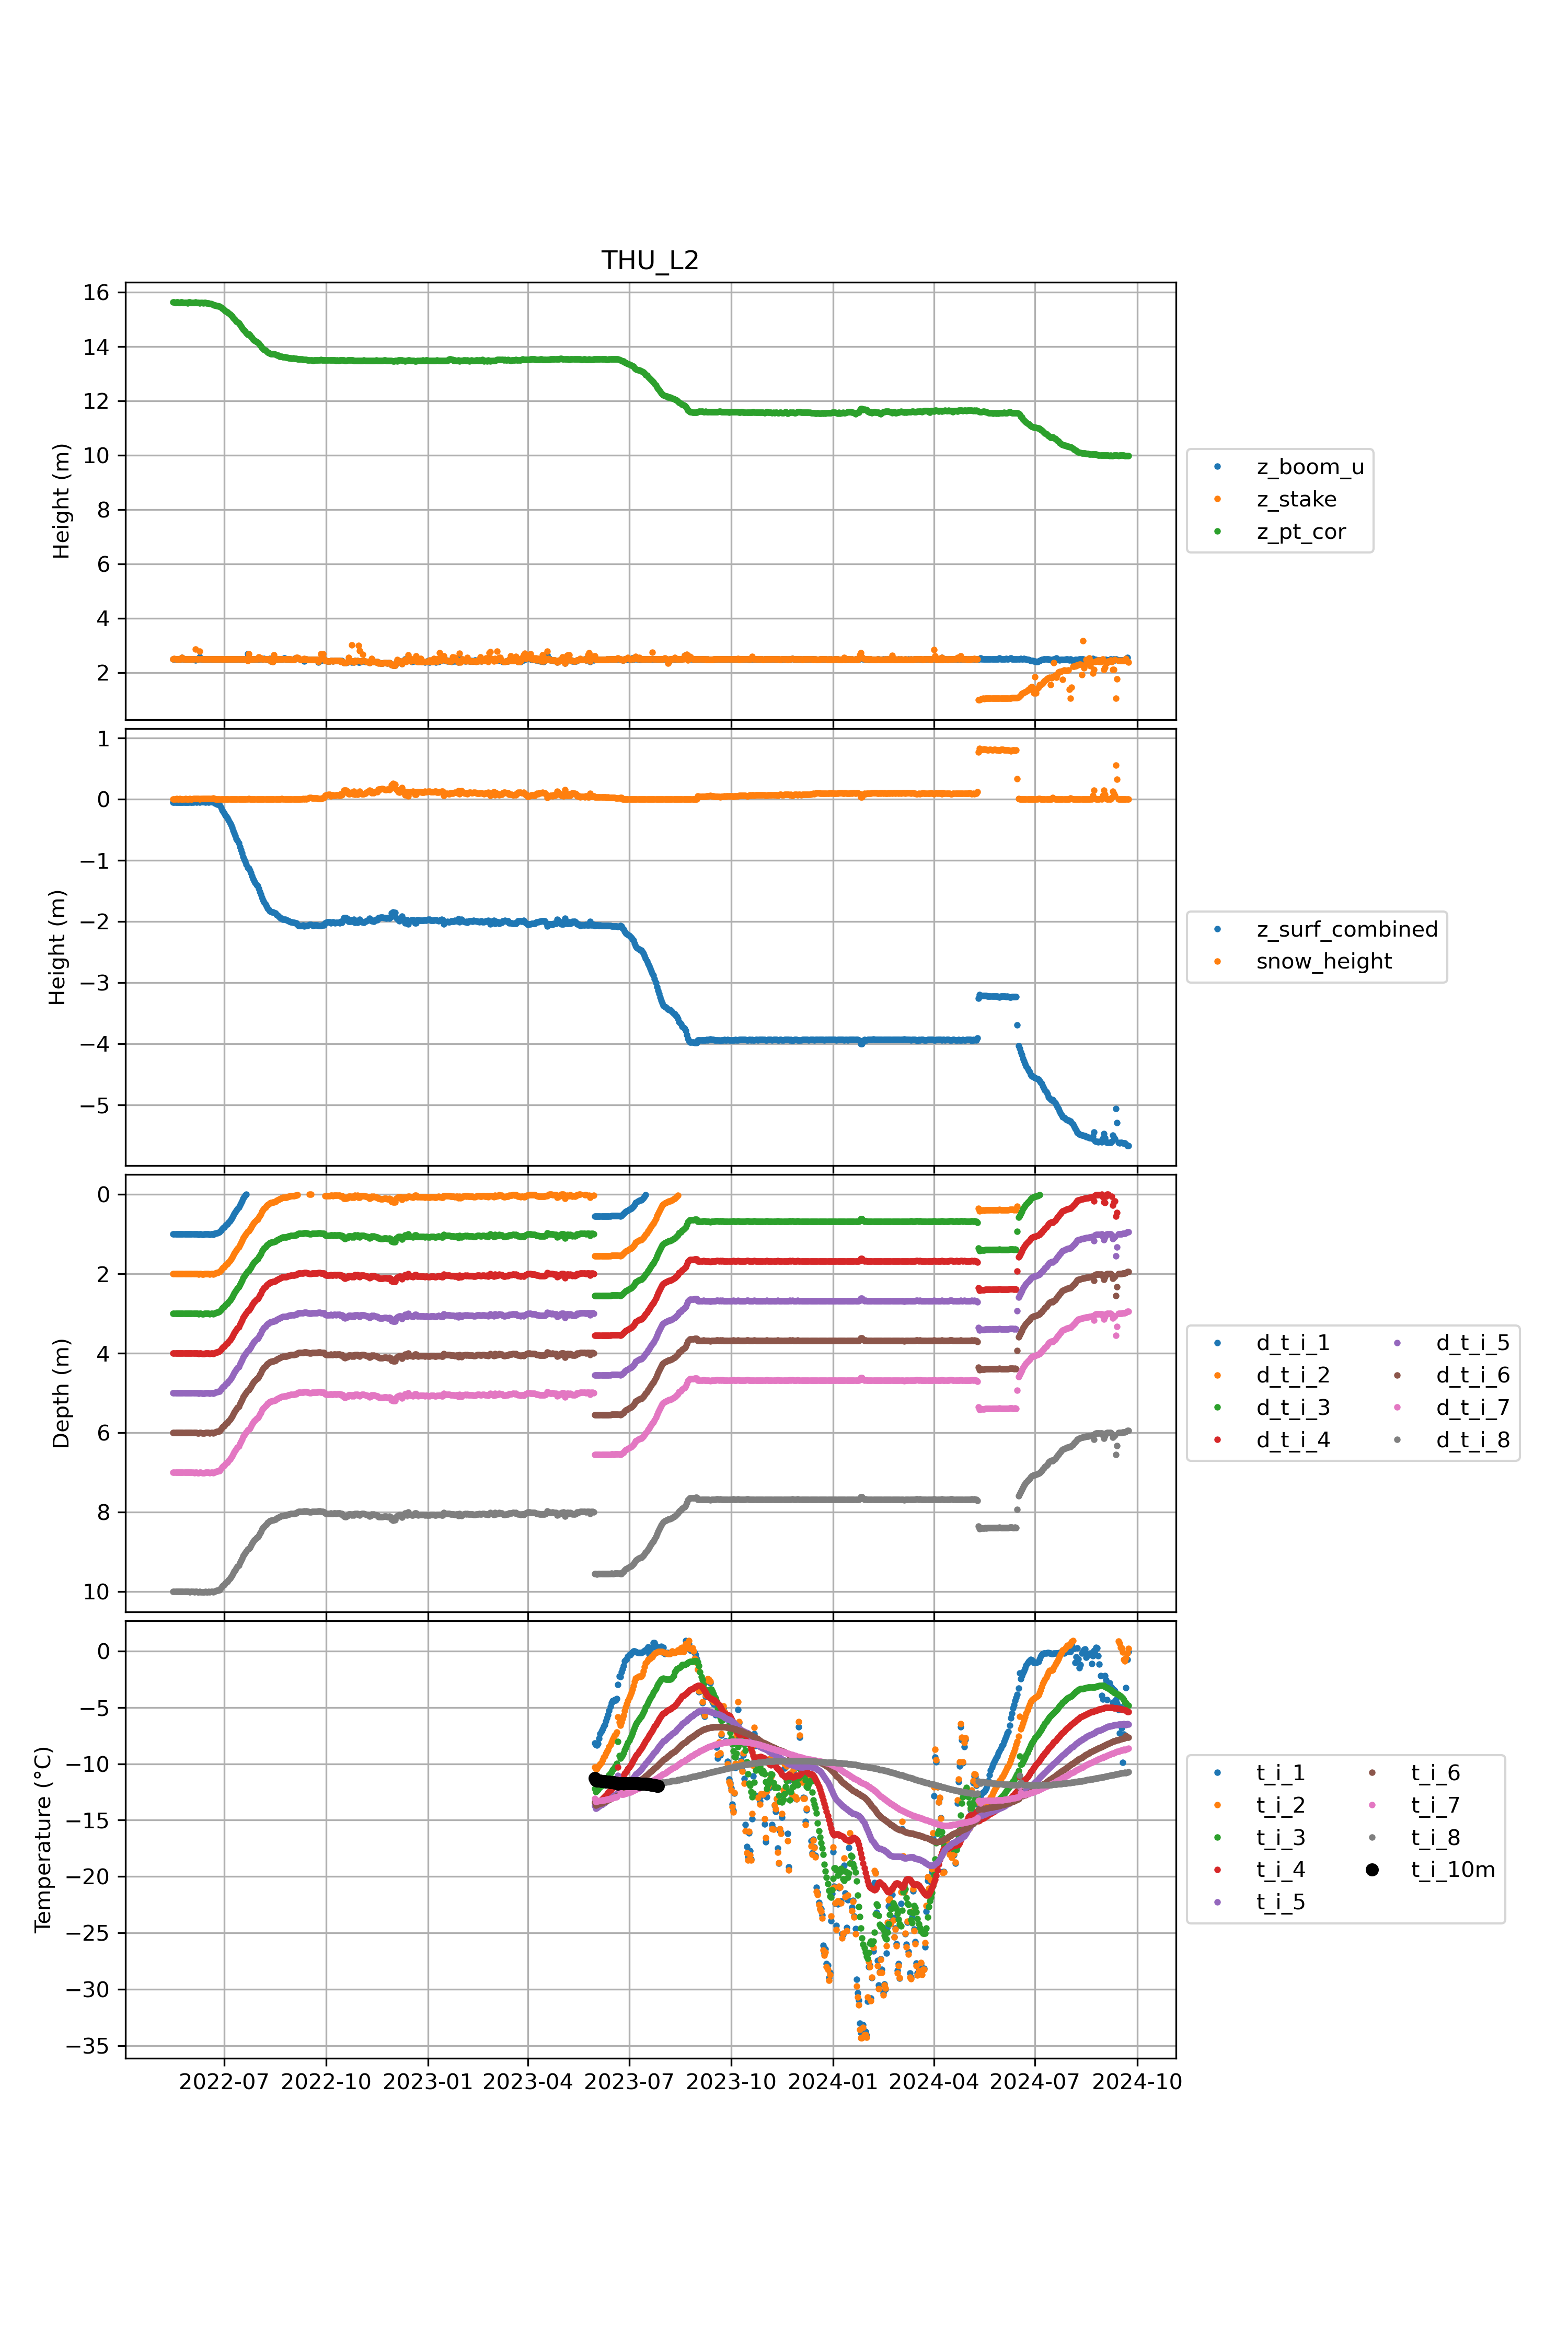 THU_L2
16
14
12
10
8
6
4
2
Height (m)
z_boom_u
z_stake
z_pt_cor
1
0
−1
−2
−3
−4
−5
Height (m)
z_surf_combined
snow_height
0
2
4
6
8
10
Depth (m)
d_t_i_1
d_t_i_2
d_t_i_3
d_t_i_4
d_t_i_5
d_t_i_6
d_t_i_7
d_t_i_8
0
−5
−10
−15
−20
−25
−30
−35
Temperature (°C)
t_i_1
t_i_2
t_i_3
t_i_4
t_i_5
t_i_6
t_i_7
t_i_8
t_i_10m
2022-07 2022-10 2023-01 2023-04 2023-07 2023-10 2024-01 2024-04 2024-07 2024-10